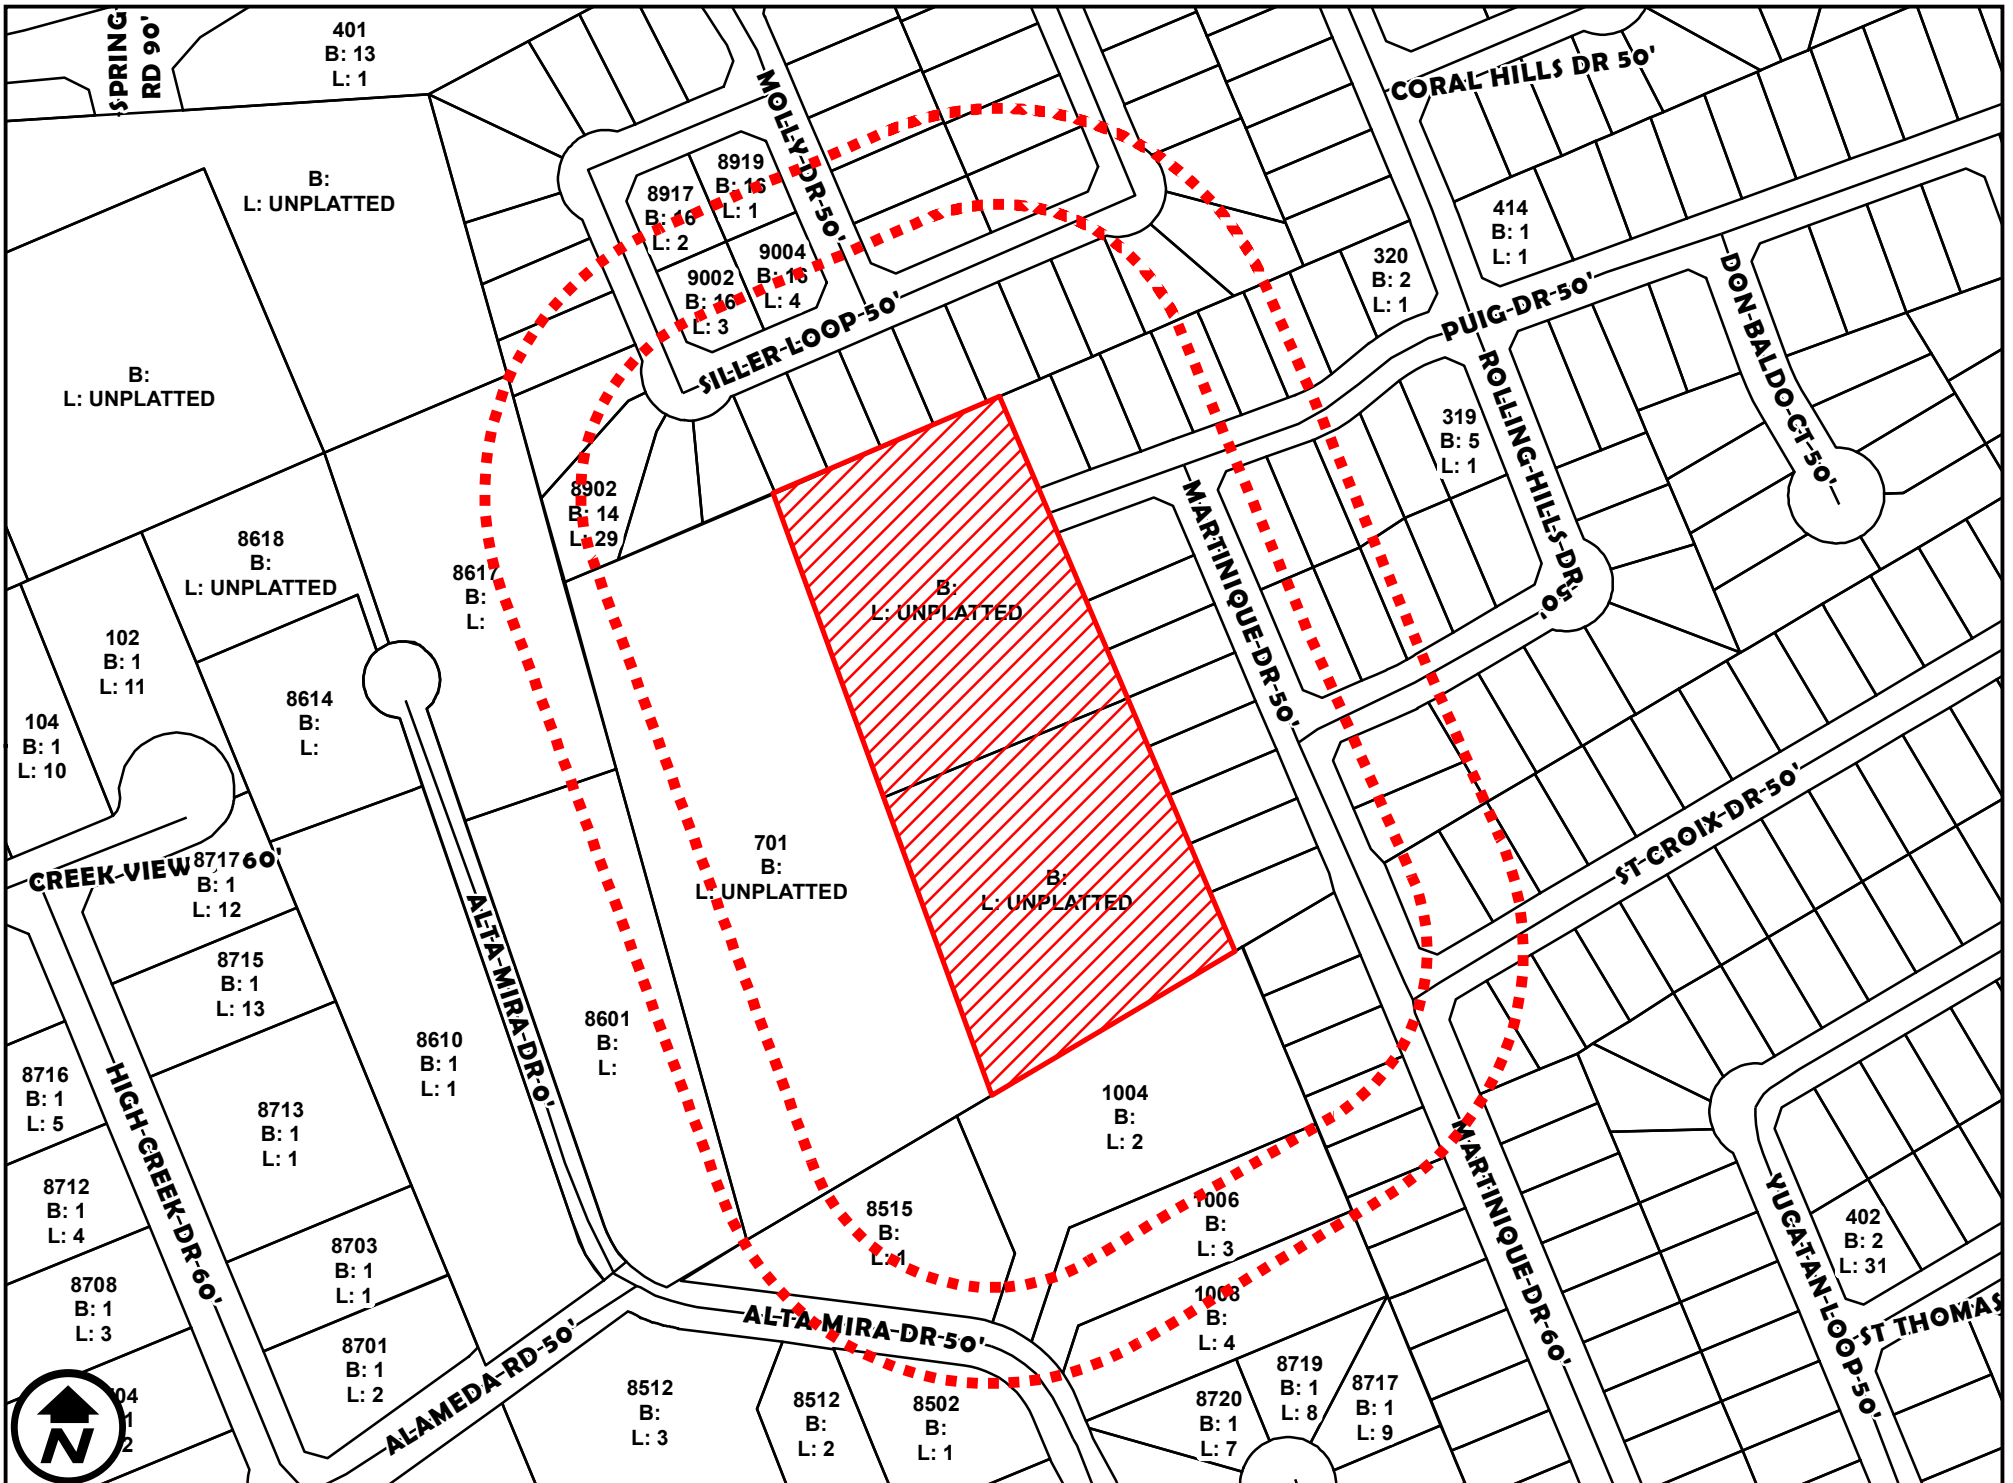 SPRING
RD 90'
401
B: 13
L: 1
MOLLY-DR-50'
CORAL HILLS DR 50'
B:
L: UNPLATTED
8917
B: 16
L: 2
8919
B: 16
L: 1
9002
B: 16
L: 3
9004
B: 16
L: 4
414
B: 1
L: 1
320
B: 2
L: 1
PUIG-DR-50'
DON-BALDO-CT-50'
SILLER-LOOP-50'
B:
L: UNPLATTED
ROLLING-HILLS-DR
50'
319
B: 5
L: 1
8902
B: 14
L: 29
MARTINIQUE-DR-50'
8618
B:
L: UNPLATTED
8617
B:
L:
B:
L: UNPLATTED
102
B: 1
L: 11
8614
B:
L:
104
B: 1
L: 10
CREEK-VIEW 60'
8717
B: 1
L: 12
701
B:
L: UNPLATTED
B:
L: UNPLATTED
ST-CROIX-DR-50'
ALTA-MIRA-DR-0'
8715
B: 1
L: 13
8610
B: 1
L: 1
8601
B:
L:
8716
B: 1
L: 5
HIGH-CREEK-DR-60'
8713
B: 1
L: 1
1004
B:
L: 2
8712
B: 1
L: 4
8515
B:
L: 1
1006
B:
L: 3
MARTINIQUE-DR-60'
YUCATAN-LOOP-50'
402
B: 2
L: 31
8703
B: 1
L: 1
8708
B: 1
L: 3
1008
B:
L: 4
ST THOMAS
ALTA MIRA-DR 50'
8701
B: 1
L: 2
ALAMEDA-RD-50'
8512
B:
L: 3
8512
B:
L: 2
8502
B:
L: 1
8720
B: 1
L: 7
8719
B: 1
L: 8
8717
B: 1
L: 9
04
1
2
N